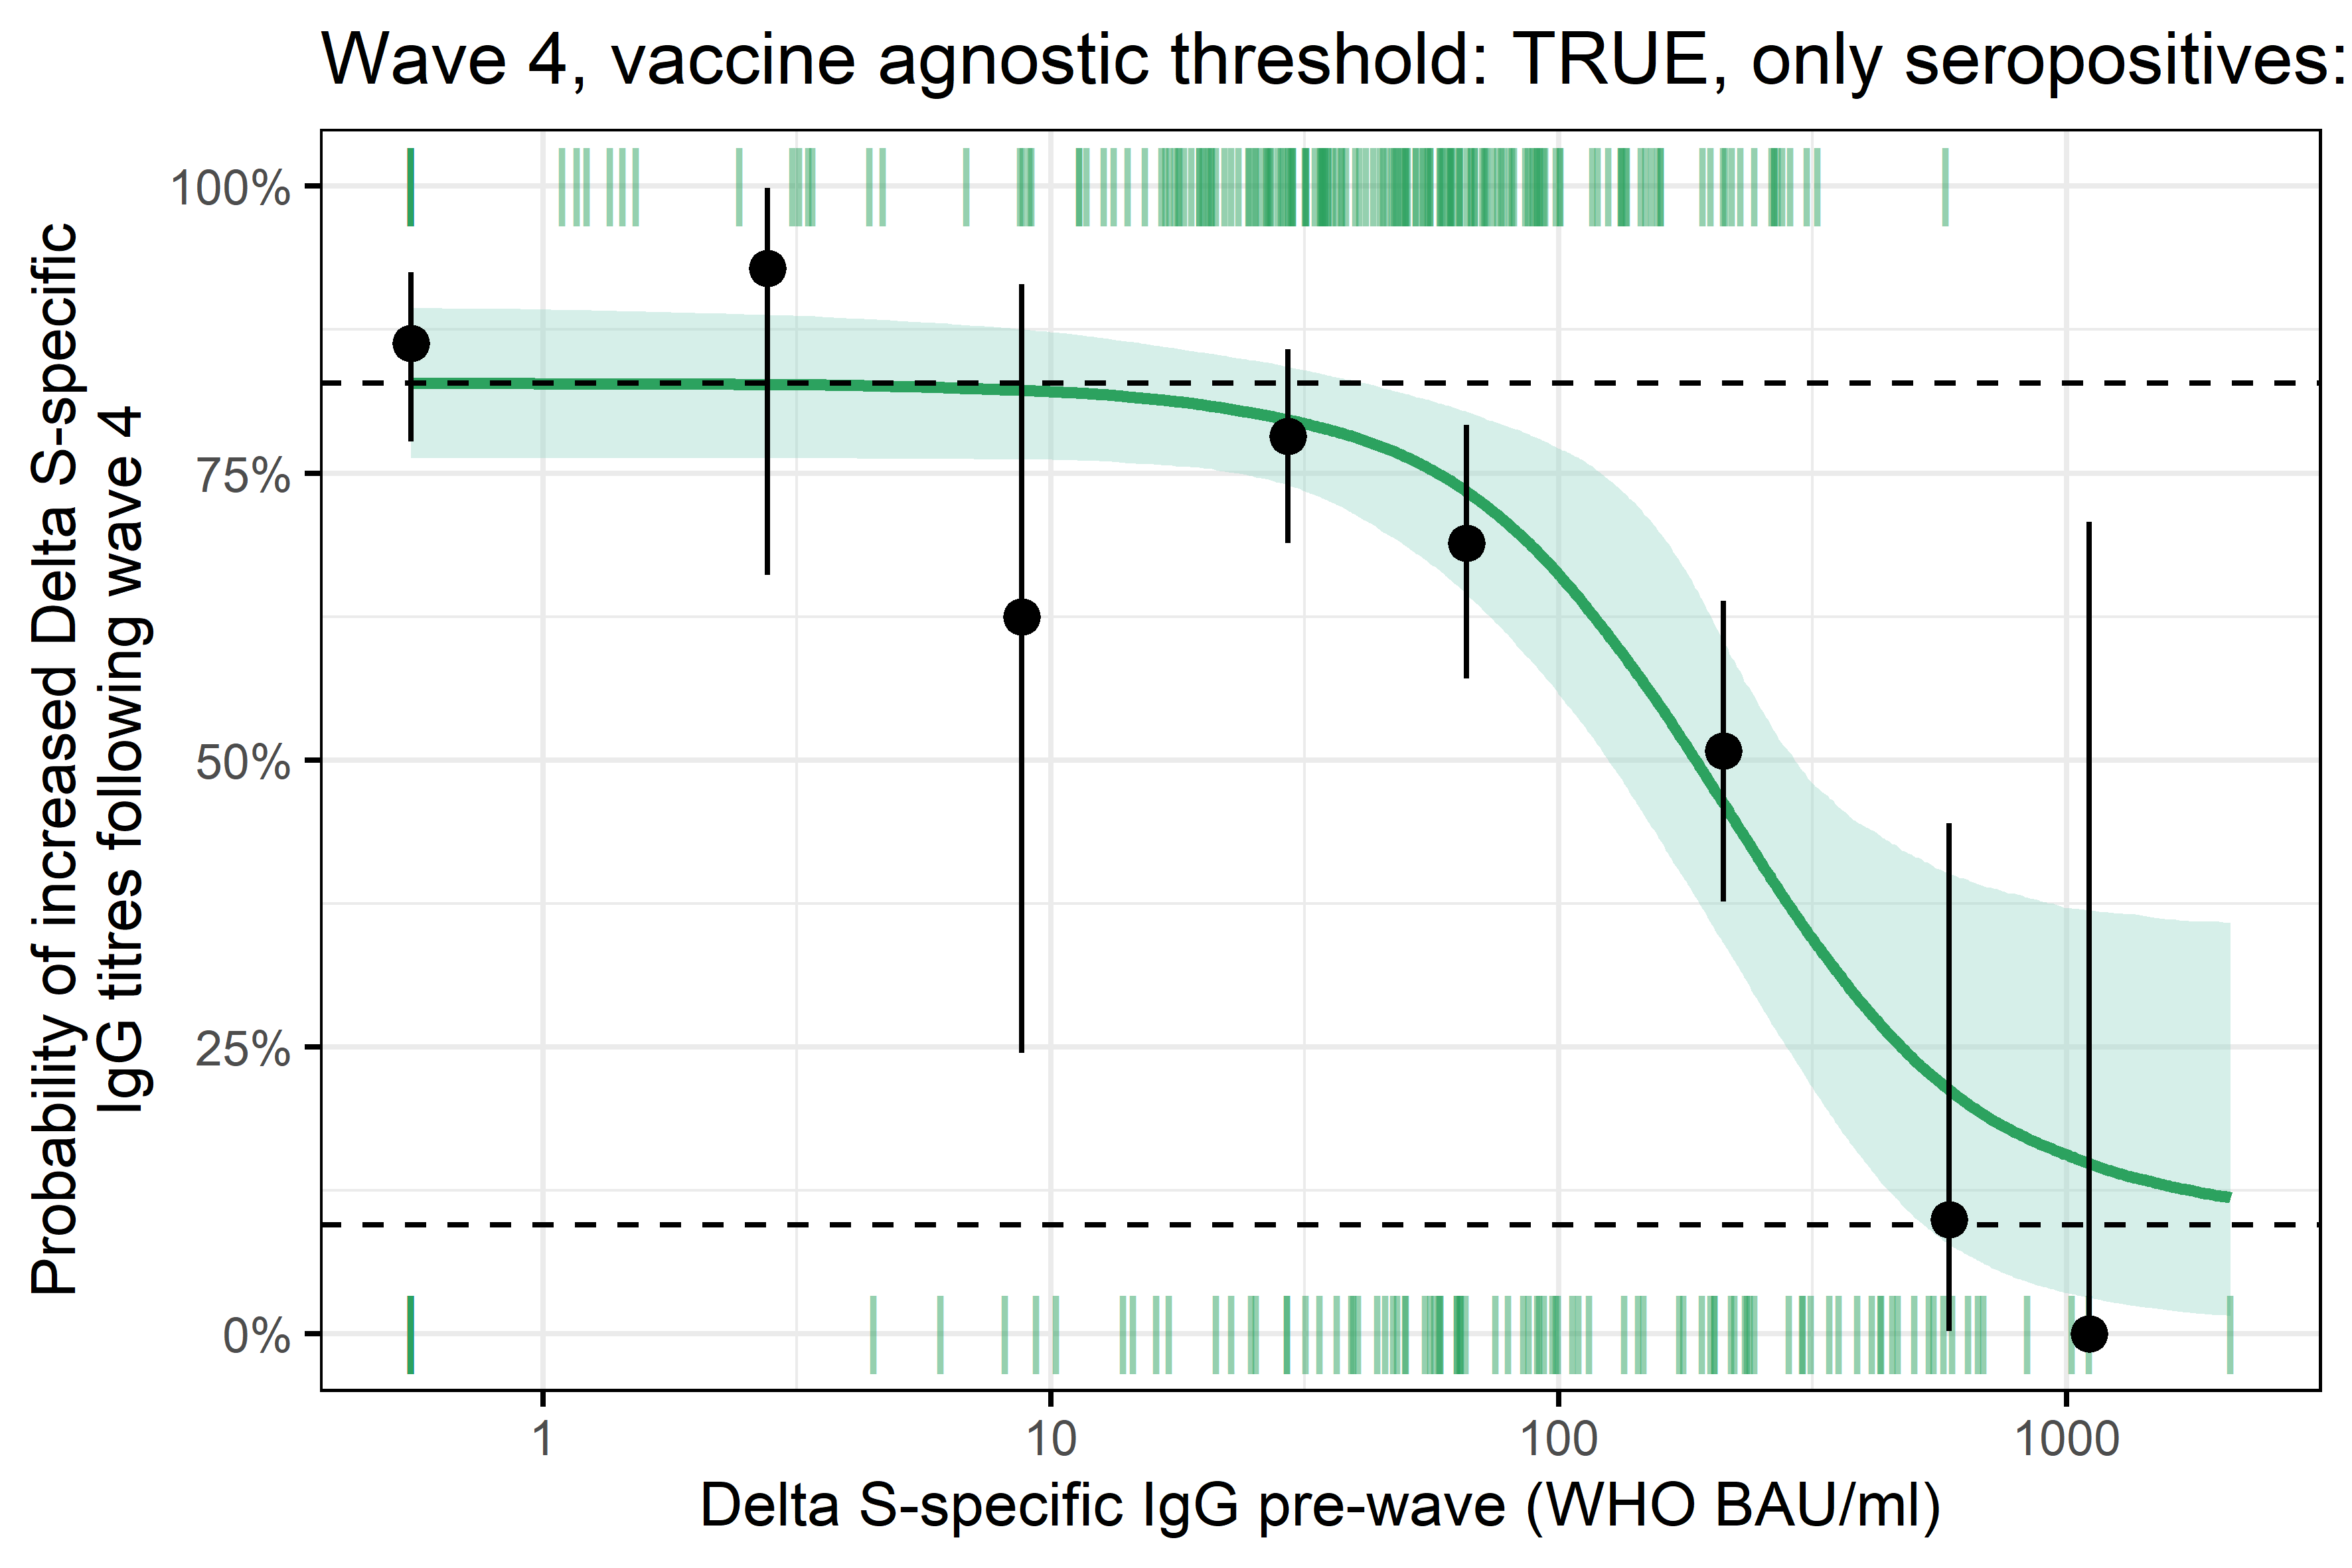 Wave 4, vaccine agnostic threshold: TRUE, only seropositives:
Probability of increased Delta S-specific
IgG titres following wave 4
100%
75%
50%
25%
0%
1
10
100
1000
Delta S-specific IgG pre-wave (WHO BAU/ml)